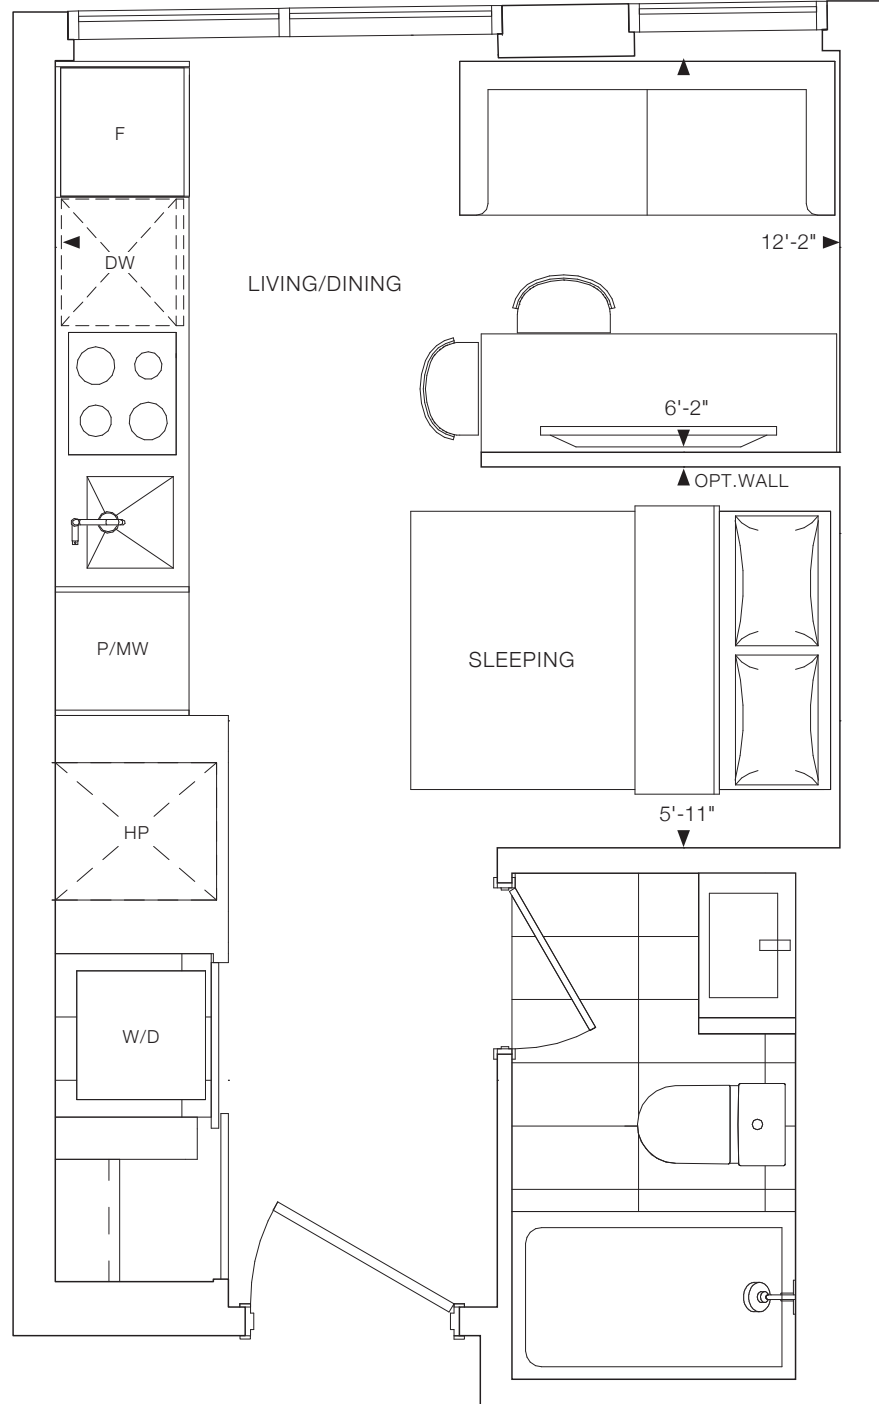 F
12'-2"
DW
LIVING/DINING
6'-2"
OPT.WALL
P/MW
SLEEPING
5'-11"
HP
W/D